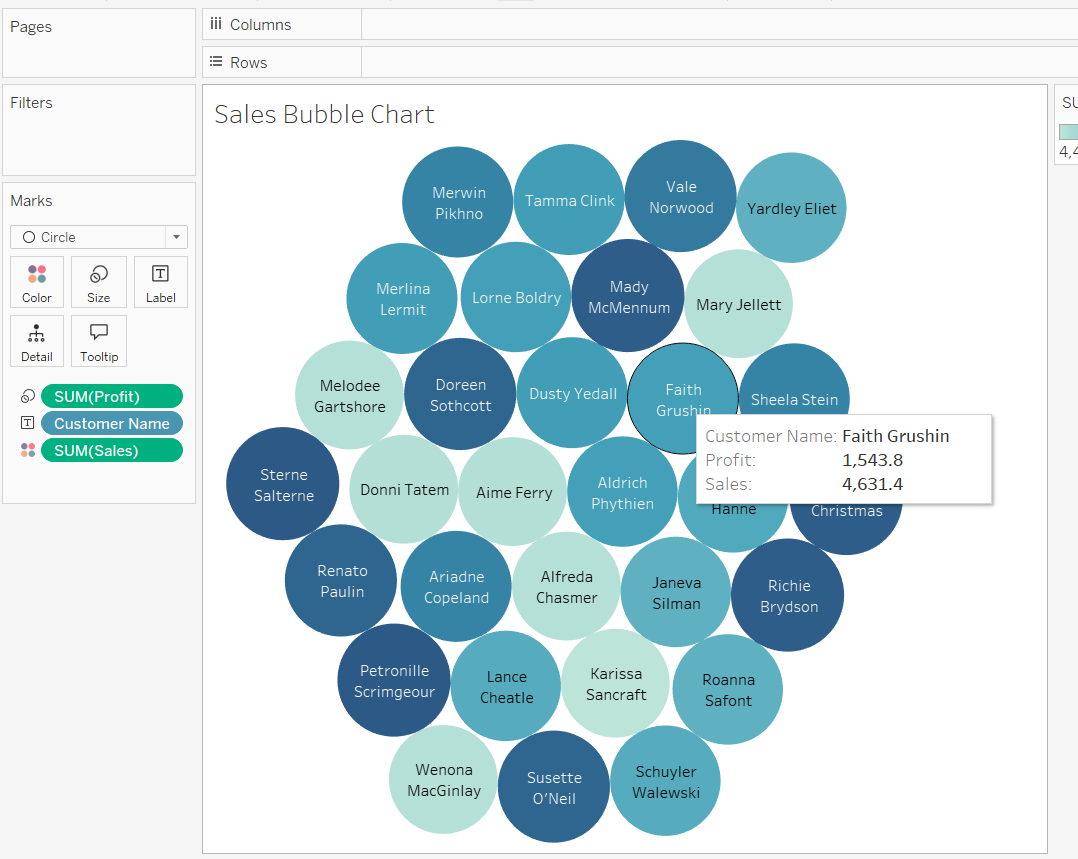 Pages
Columns
Rows
Filters
Marks
Circle
Color
Size
Label
Detail
Tooltip
SUM(Profit)
Customer Name
SUM(Sales)
Sales Bubble Chart
Merwin
Pikhno
Tamma Clink
Vale
Norwood
Yardley Eliet
Merlina
Lermit
Lorne Boldry
Mady
McMennum
Mary Jellett
Melodee
Gartshore
Doreen
Sothcott
Dusty Yedall
Faith
Grushin
Sheela Stein
Customer Name: Faith Grushin
Profit: 1,543.8
Sales: 4,631.4
Sterne
Salterne
Donni Tatem
Aime Ferry
Aldrich
Phythien
Hanne
Christmas
Renato
Paulin
Ariadne
Copeland
Alfreda
Chasmer
Janeva
Silman
Richie
Brydson
Petronille
Scrimgeour
Lance
Cheatle
Karissa
Sancraft
Roanna
Safont
Wenona
MacGinlay
Susette
O’Neil
Schuyler
Walewski